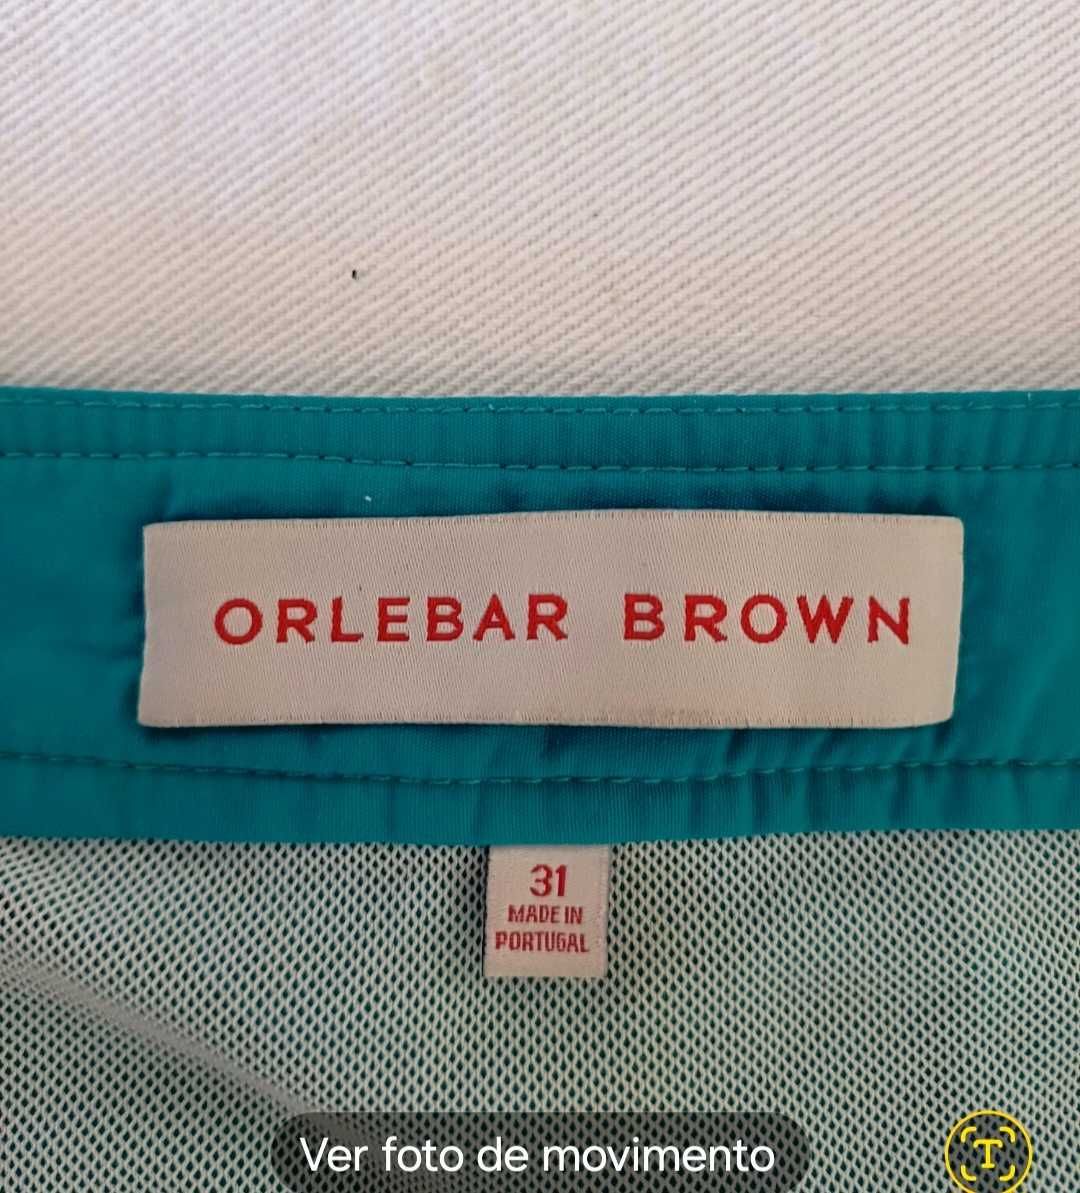 ORLEBAR BROWN
31
MADE IN
PORTUGAL
Ver foto de movimento
T